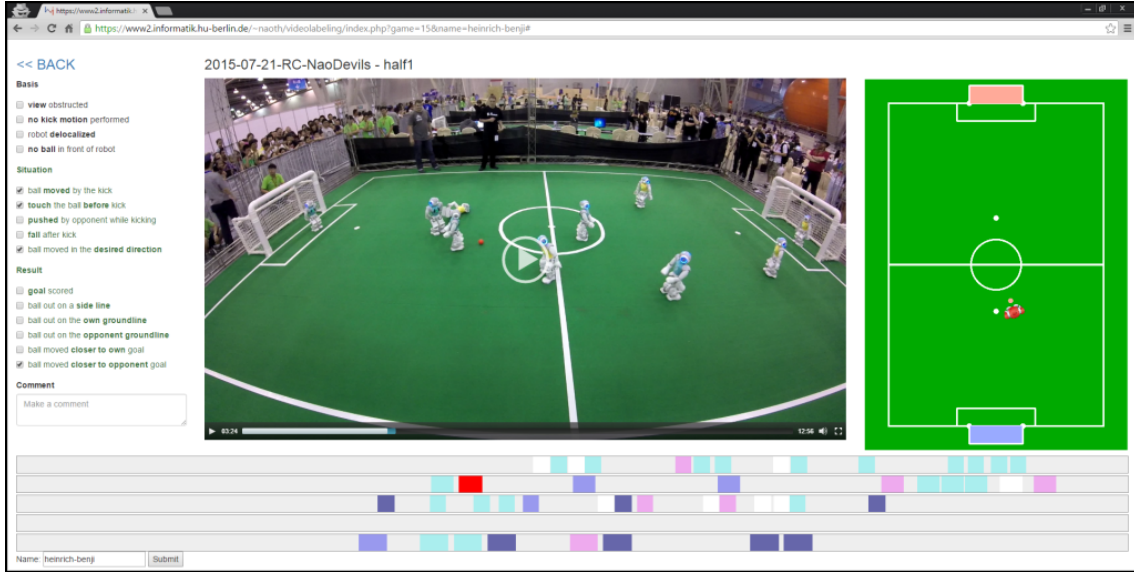 https://www2.informatik.h
https://www2.informatik.hu-berlin.de/~naoth/videolabeling/index.php?game=15&name=heinrich-benji#
<< BACK
2015-07-21-RC-NaoDevils - half1
Basis
view obstructed
no kick motion performed
robot delocalized
no ball in front of robot
Situation
ball moved by the kick
touch the ball before kick
pushed by opponent while kicking
fall after kick
ball moved in the desired direction
Result
goal scored
ball out on a side line
ball out on the own groundline
ball out on the opponent groundline
ball moved closer to own goal
ball moved closer to opponent goal
Comment
Make a comment
03:24
12:56
Name: heinrich-benji Submit